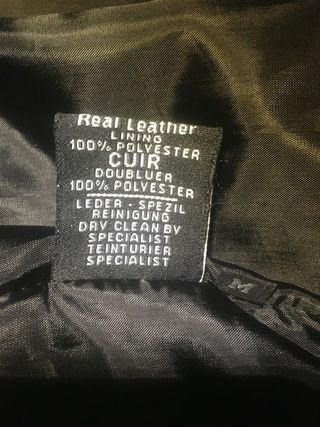 Real Leather
LINING
100% POLYESTER
CUIR
DOUBLUER
100% POLYESTER
LEDER - SPEZIL
REINIGUNG
DRY CLEAN BY
SPECIALIST
TEINTURIER
SPECIALIST
M